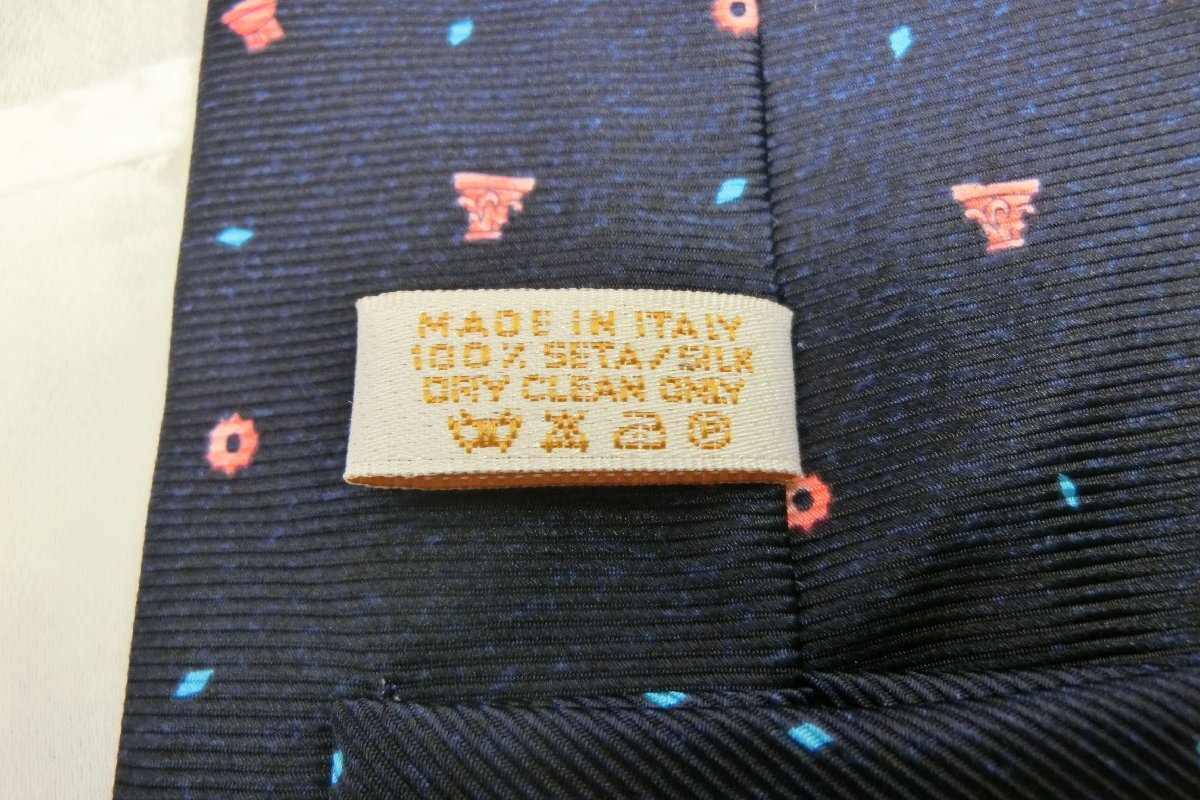 MADE IN ITALY
100% SETA/SILK
DRY CLEAN ONLY
P